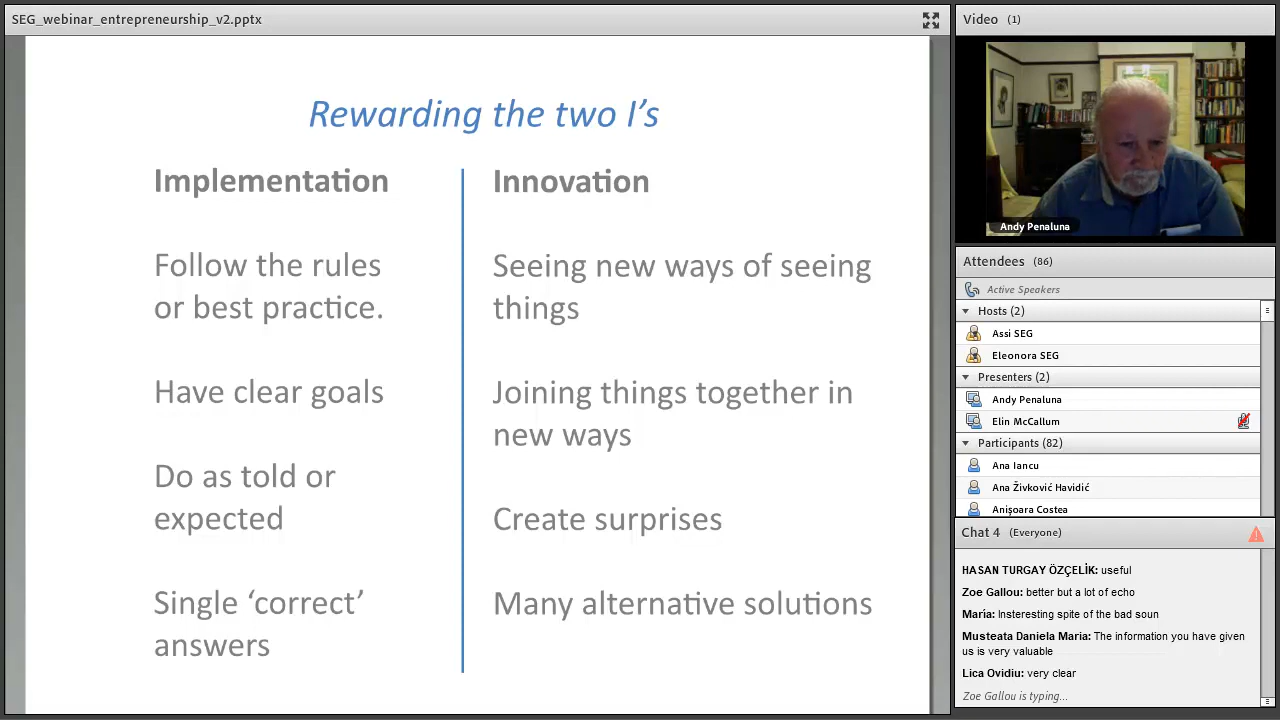 SEG_webinar_entrepreneurship_v2.pptx
Rewarding the two I's
Implementation
Follow the rules
or best practice.
Have clear goals
Do as told or
expected
Single ‘correct’
answers
Innovation
Seeing new ways of seeing
things
Joining things together in
new ways
Create surprises
Many alternative solutions
Video (1)
Andy Penaluna
Attendees (86)
Active Speakers
Hosts (2)
Assi SEG
Eleonora SEG
Presenters (2)
Andy Penaluna
Elin McCallum
Participants (82)
Ana Iancu
Ana Živković Havidić
Anișoara Costea
Chat 4 (Everyone)
HASAN TURGAY ÖZÇELİK: useful
Zoe Gallou: better but a lot of echo
María: Insteresting spite of the bad soun
Musteata Daniela Maria: The information you have given
us is very valuable
Lica Ovidiu: very clear
Zoe Gallou is typing...